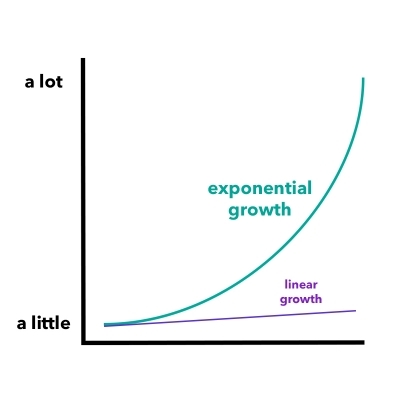 a lot
exponential
growth
linear
growth
a little